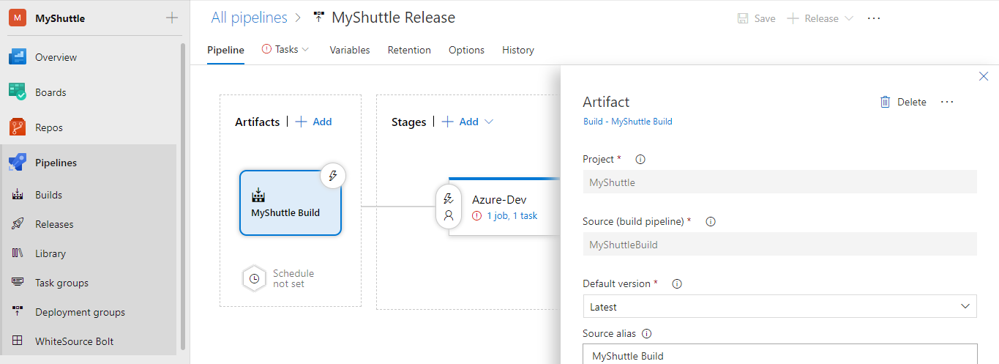 M MyShuttle
Overview
Boards
Repos
Pipelines
Builds
Releases
Library
Task groups
Deployment groups
WhiteSource Bolt
All pipelines > MyShuttle Release
Save Release ...
Pipeline Tasks Variables Retention Options History
Artifacts | + Add
MyShuttle Build
Schedule
not set
Stages | + Add
Azure-Dev
1 job, 1 task
Artifact
Delete ...
Build - MyShuttle Build
Project *
MyShuttle
Source (build pipeline) *
MyShuttleBuild
Default version *
Latest
Source alias
MyShuttle Build